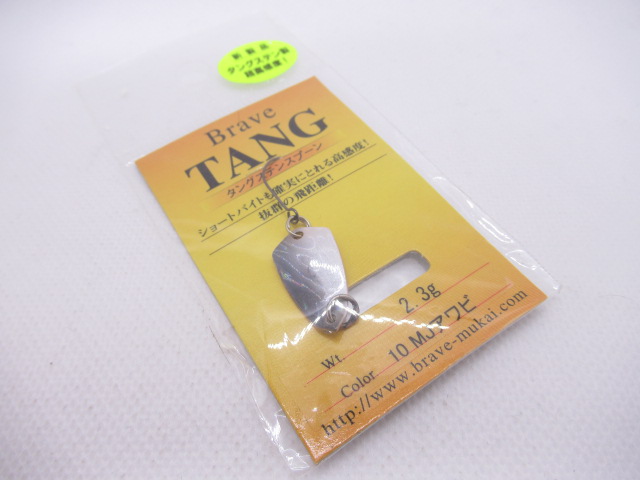 新製品
タングステン製
超高感度!
Brave
TANG
タングステンスプーン
ショートバイトも確実にとれる高感度!
抜群の飛距離!
Wt. 2.3g
Color 10 MJアワビ
http://www.brave-mukai.com